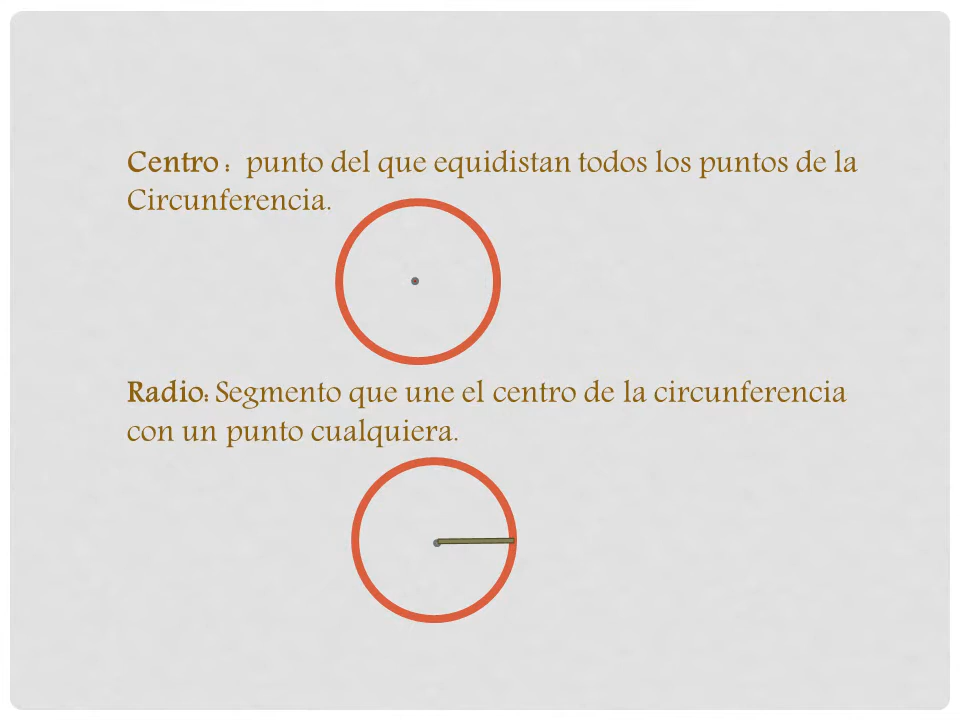 Centro : punto del que equidistan todos los puntos de la
Circunferencia.
Radio: Segmento que une el centro de la circunferencia
con un punto cualquiera.